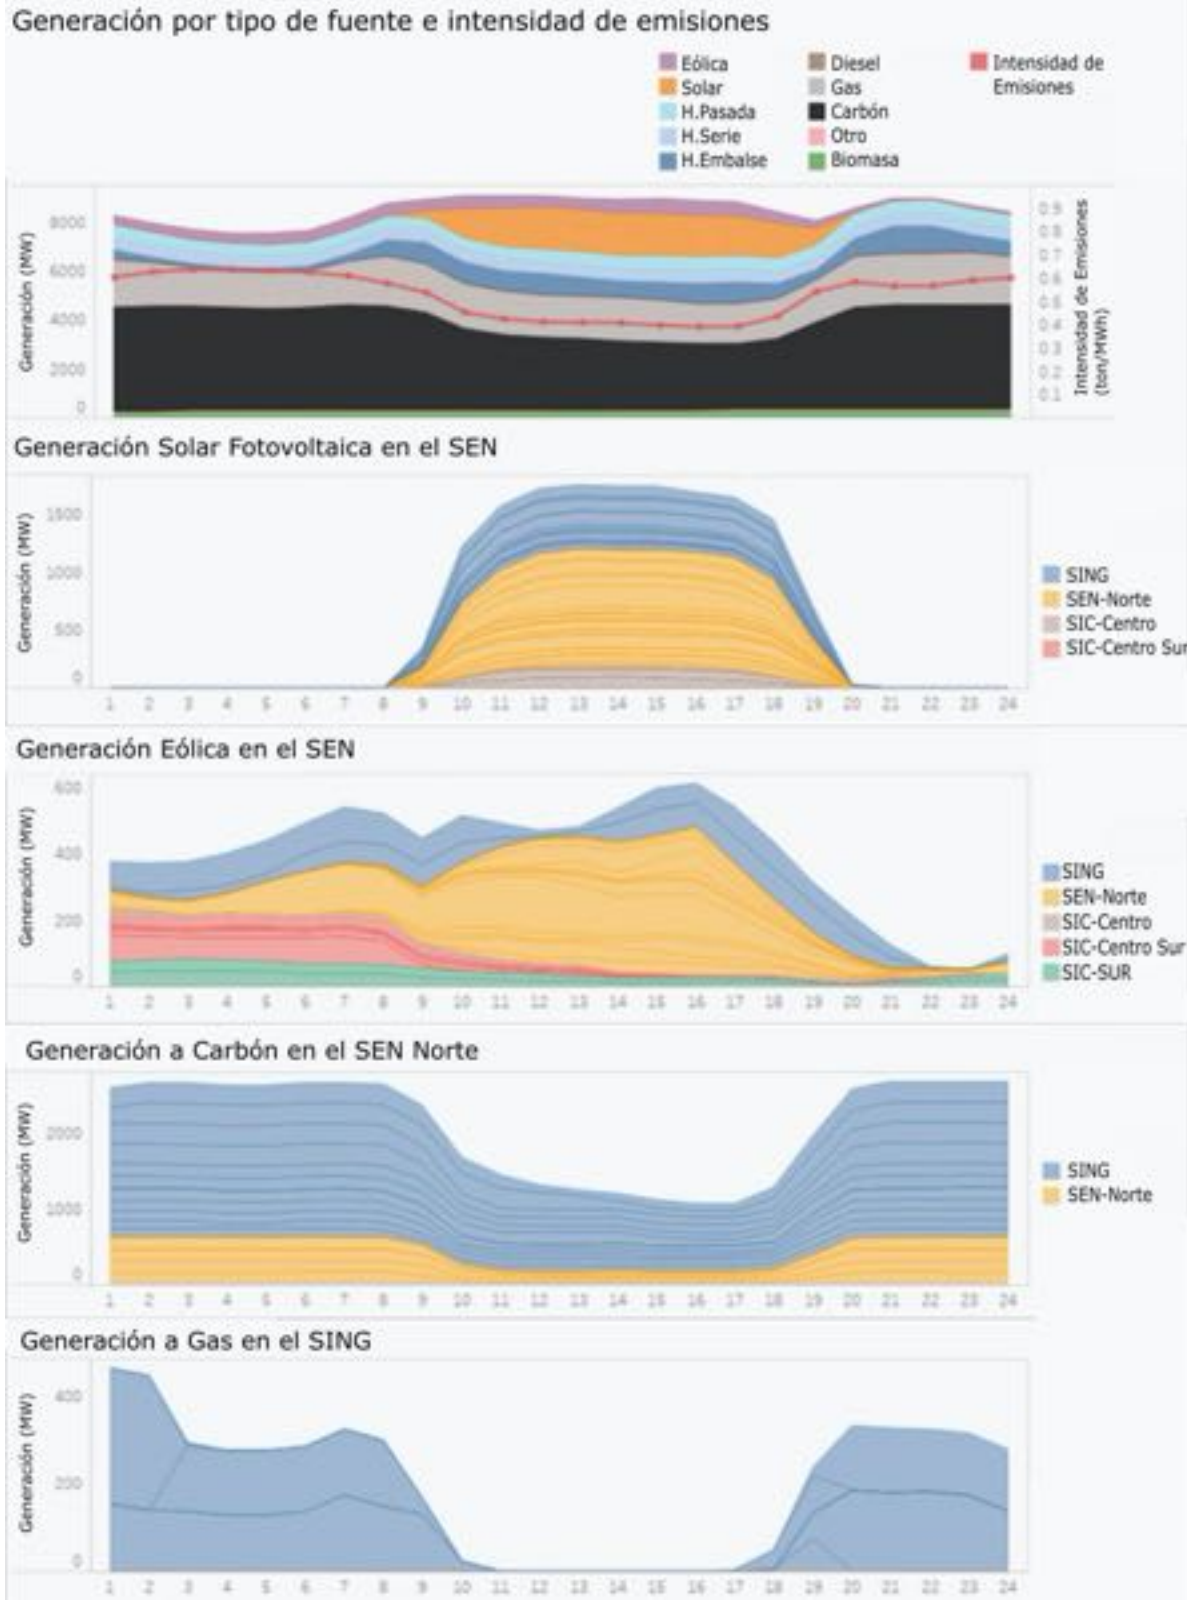 Generación por tipo de fuente e intensidad de emisiones
Eólica
Solar
H.Pasada
H.Serie
H.Embalse
Diesel
Gas
Carbón
Otro
Biomasa
Intensidad de
Emisiones
Generación (MW)
8000
6000
4000
2000
0
0.9
0.8
0.7
0.6
0.5
0.4
0.3
0.2
0.1
Intensidad de Emisiones
(ton/MWh)
Generación Solar Fotovoltaica en el SEN
Generación (MW)
1500
1000
500
0
1 2 3 4 5 6 7 8 9 10 11 12 13 14 15 16 17 18 19 20 21 22 23 24
SING
SEN-Norte
SIC-Centro
SIC-Centro Sur
Generación Eólica en el SEN
Generación (MW)
600
400
200
0
1 2 3 4 5 6 7 8 9 10 11 12 13 14 15 16 17 18 19 20 21 22 23 24
SING
SEN-Norte
SIC-Centro
SIC-Centro Sur
SIC-SUR
Generación a Carbón en el SEN Norte
Generación (MW)
2000
1000
0
1 2 3 4 5 6 7 8 9 10 11 12 13 14 15 16 17 18 19 20 21 22 23 24
SING
SEN-Norte
Generación a Gas en el SING
Generación (MW)
400
200
0
1 2 3 4 5 6 7 8 9 10 11 12 13 14 15 16 17 18 19 20 21 22 23 24